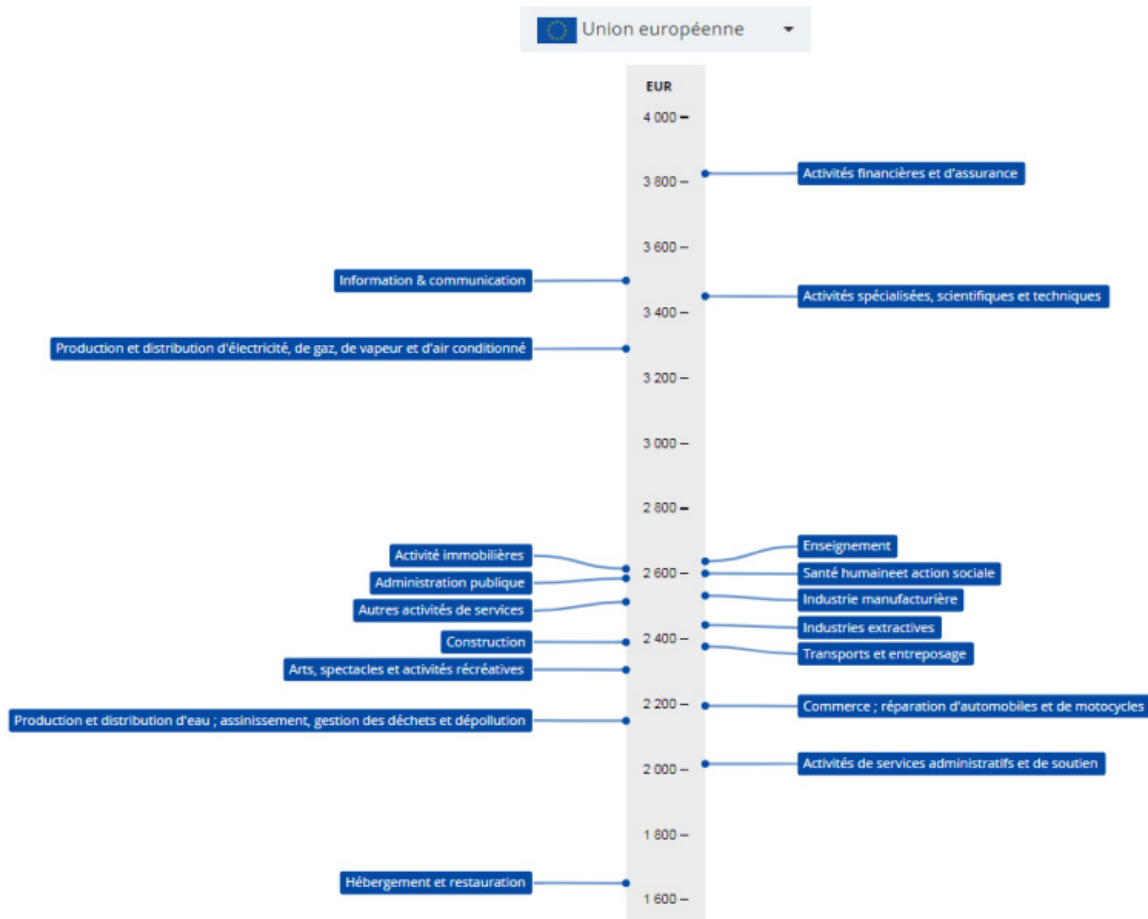 Union européenne
EUR
4 000
Activités financières et d'assurance
3 800
3 600
Information & communication
Activités spécialisées, scientifiques et techniques
3 400
Production et distribution d'électricité, de gaz, de vapeur et d'air conditionné
3 200
3 000
2 800
Enseignement
Activité immobilières
2 600
Santé humaineet action sociale
Administration publique
Industrie manufacturière
Autres activités de services
Industries extractives
2 400
Construction
Transports et entreposage
Arts, spectacles et activités récréatives
2 200
Commerce ; réparation d'automobiles et de motocycles
Production et distribution d'eau ; assinissement, gestion des déchets et dépollution
Activités de services administratifs et de soutien
2 000
1 800
Hébergement et restauration
1 600